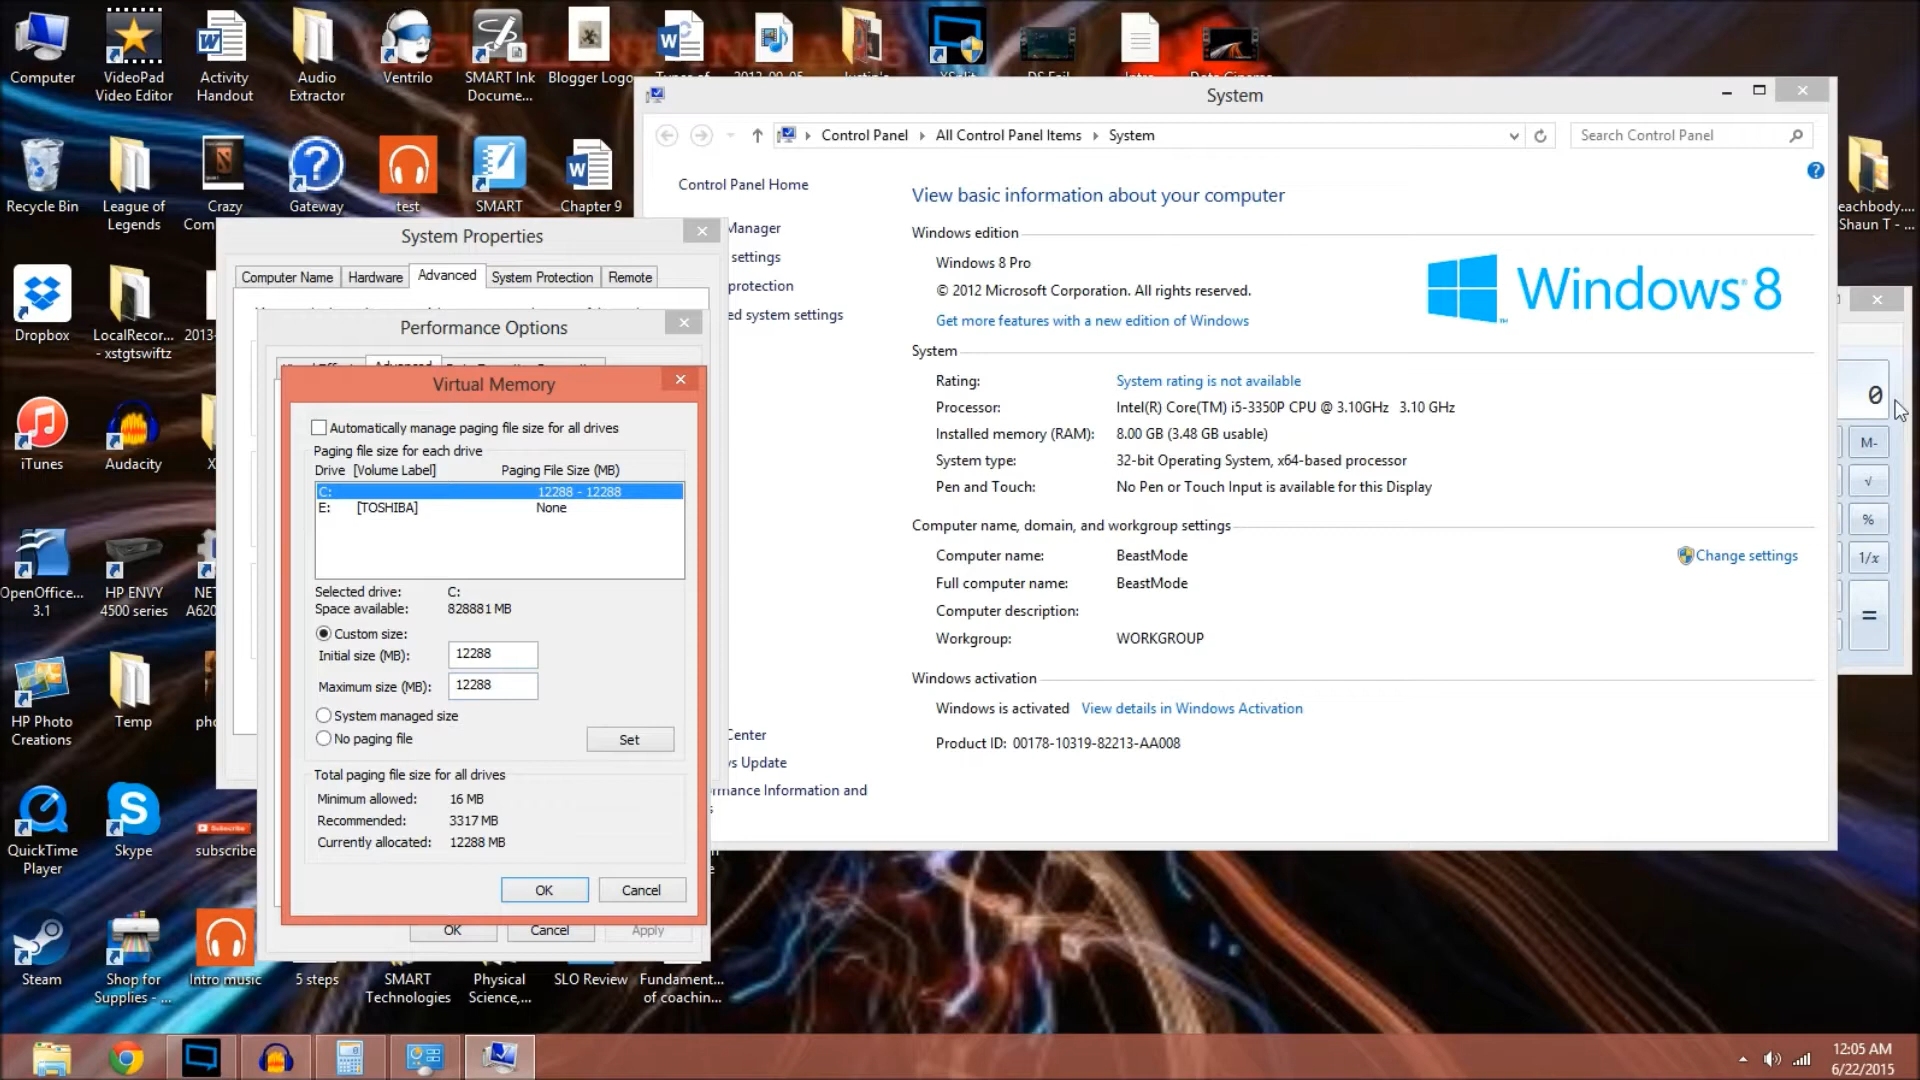 Computer
VideoPad
Video Editor
Activity
Handout
Audio
Extractor
Ventrilo
SMART Ink
Docume...
Blogger Logo
Recycle Bin
League of
Legends
Crazy
Gateway
test
SMART
Chapter 9
eachbody....
Shaun T - ...
Dropbox
LocalRecor...
- xstgtswiftz
2013-
iTunes
Audacity
OpenOffice...
3.1
HP ENVY
4500 series
NET
A620
HP Photo
Creations
Temp
pho
QuickTime
Player
Skype
Subscribe
subscribe
Steam
Shop for
Supplies - ...
Intro music
5 steps
SMART
Technologies
Physical
Science,...
SLO Review
Fundament...
of coachin...
System
Control Panel
All Control Panel Items
System
Search Control Panel
Control Panel Home
Manager
settings
protection
ed system settings
Center
s Update
mance Information and
View basic information about your computer
Windows edition
Windows 8 Pro
© 2012 Microsoft Corporation. All rights reserved.
Get more features with a new edition of Windows
Windows 8
System
Rating: System rating is not available
Processor: Intel(R) Core(TM) i5-3350P CPU @ 3.10GHz 3.10 GHz
Installed memory (RAM): 8.00 GB (3.48 GB usable)
System type: 32-bit Operating System, x64-based processor
Pen and Touch: No Pen or Touch Input is available for this Display
Computer name, domain, and workgroup settings
Computer name: BeastMode
Change settings
Full computer name: BeastMode
Computer description:
Workgroup: WORKGROUP
Windows activation
Windows is activated View details in Windows Activation
Product ID: 00178-10319-82213-AA008
System Properties
Computer Name
Hardware
Advanced
System Protection
Remote
Performance Options
Advanced
Virtual Memory
Automatically manage paging file size for all drives
Paging file size for each drive
Drive [Volume Label] Paging File Size (MB)
C: 12288 - 12288
E: [TOSHIBA] None
Selected drive: C:
Space available: 828881 MB
Custom size:
Initial size (MB): 12288
Maximum size (MB): 12288
System managed size
No paging file
Set
Total paging file size for all drives
Minimum allowed: 16 MB
Recommended: 3317 MB
Currently allocated: 12288 MB
OK
Cancel
OK
Cancel
Apply
0
M-
√
%
1/x
=
12:05 AM
6/22/2015